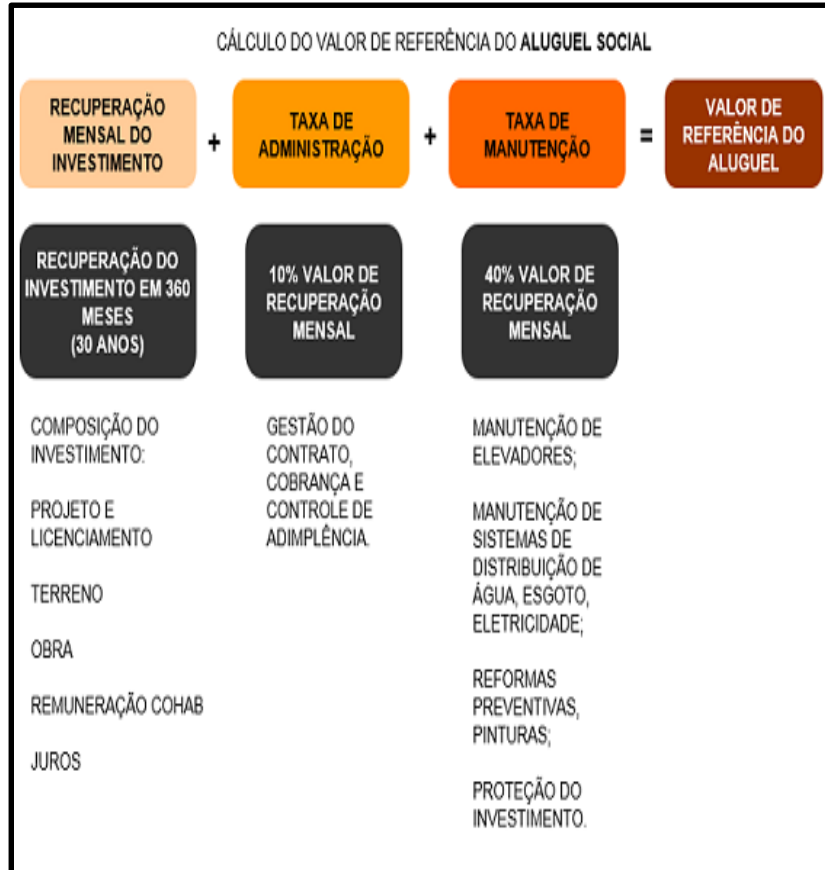 CÁLCULO DO VALOR DE REFERÊNCIA DO ALUGUEL SOCIAL
RECUPERAÇÃO
MENSAL DO
INVESTIMENTO
+
TAXA DE
ADMINISTRAÇÃO
+
TAXA DE
MANUTENÇÃO
=
VALOR DE
REFERÊNCIA DO
ALUGUEL
RECUPERAÇÃO DO
INVESTIMENTO EM 360
MESES
(30 ANOS)
10% VALOR DE
RECUPERAÇÃO
MENSAL
40% VALOR DE
RECUPERAÇÃO
MENSAL
COMPOSIÇÃO DO
INVESTIMENTO:
PROJETO E
LICENCIAMENTO
TERRENO
OBRA
REMUNERAÇÃO COHAB
JUROS
GESTÃO DO
CONTRATO,
COBRANÇA E
CONTROLE DE
ADIMPLÊNCIA.
MANUTENÇÃO DE
ELEVADORES;
MANUTENÇÃO DE
SISTEMAS DE
DISTRIBUIÇÃO DE
ÁGUA, ESGOTO,
ELETRICIDADE;
REFORMAS
PREVENTIVAS,
PINTURAS;
PROTEÇÃO DO
INVESTIMENTO.